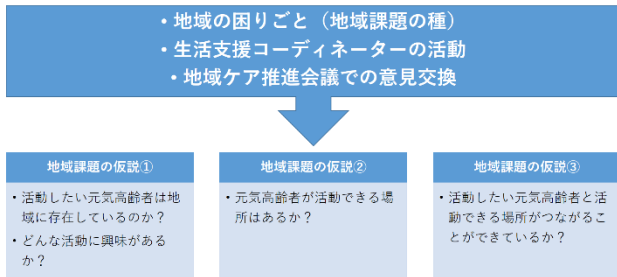 ・地域の困りごと（地域課題の種）
・生活支援コーディネーターの活動
・地域ケア推進会議での意見交換
地域課題の仮説①
・活動したい元気高齢者は地
域に存在しているのか？
・どんな活動に興味がある
か？
地域課題の仮説②
・元気高齢者が活動できる場
所はあるか？
地域課題の仮説③
・活動したい元気高齢者と活
動できる場所がつながるこ
とができているか？